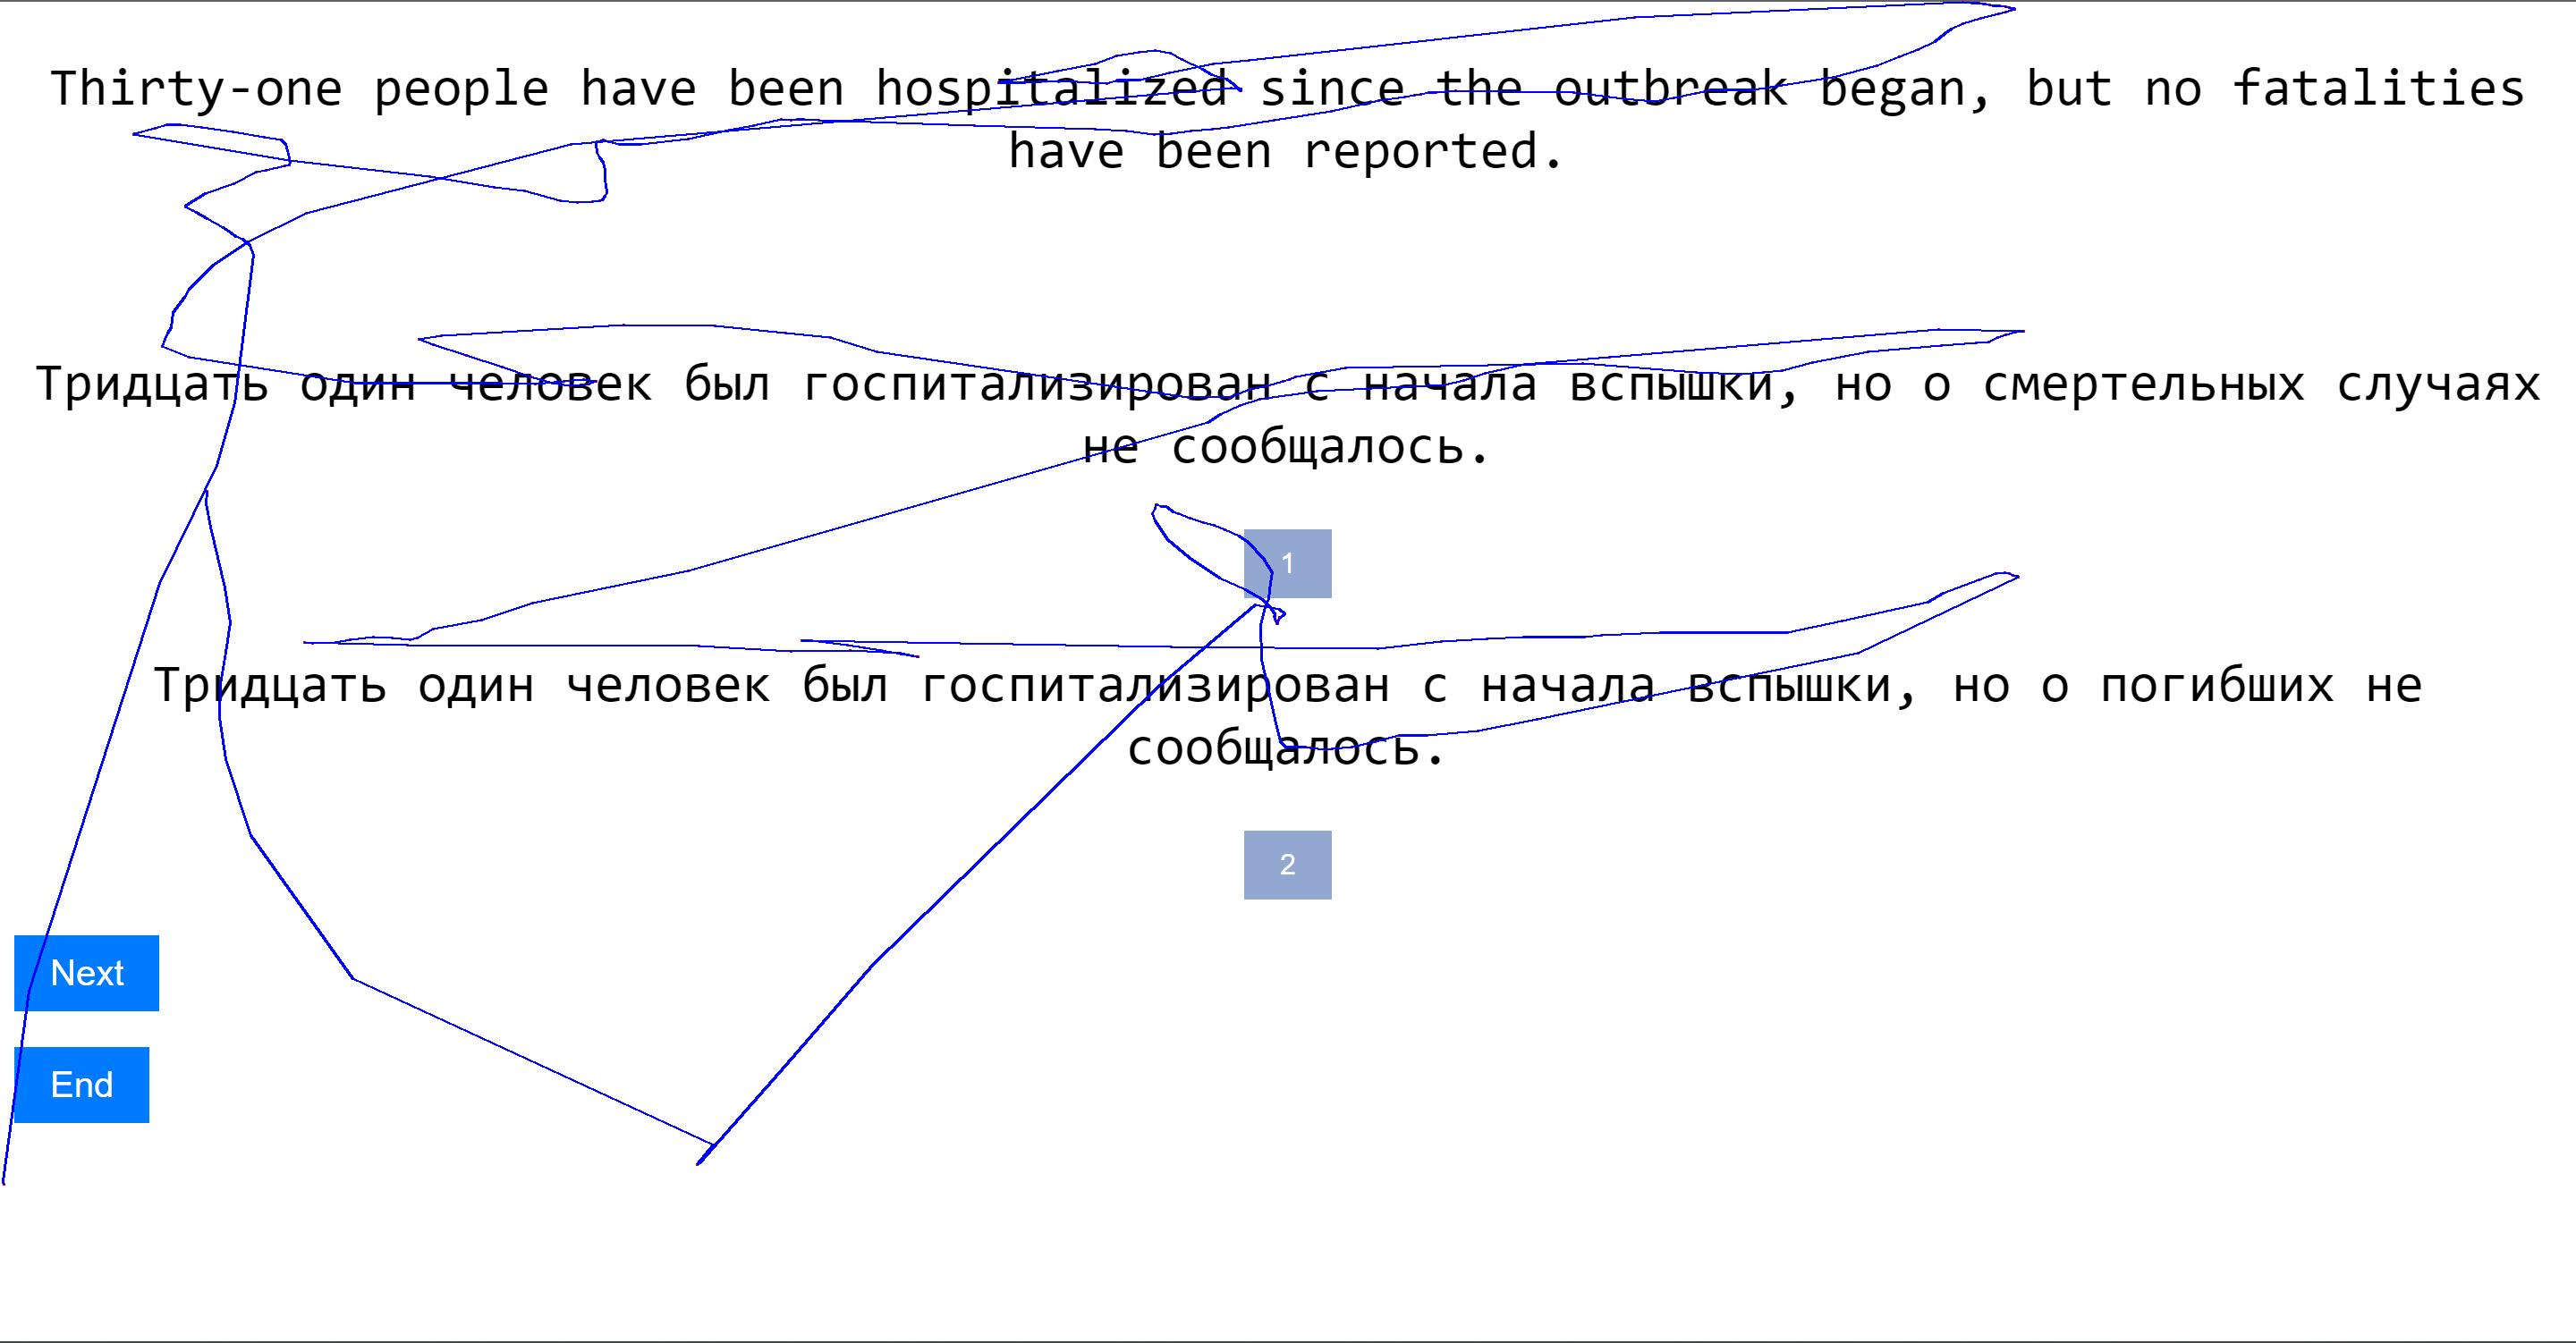 Thirty-one people have been hospitalized since the outbreak began, but no fatalities
have been reported.
Тридцать один человек был госпитализирован с начала вспышки, но о смертельных случаях
не сообщалось.
1
Тридцать один человек был госпитализирован с начала вспышки, но о погибших не
сообщалось.
2
Next
End